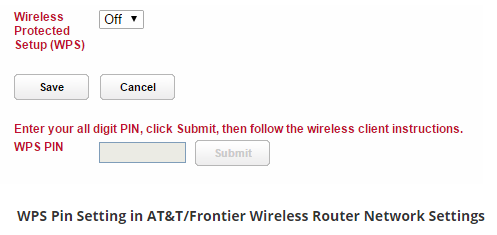 Wireless
Protected
Setup (WPS)
Off
Save
Cancel
Enter your all digit PIN, click Submit, then follow the wireless client instructions.
WPS PIN
Submit
WPS Pin Setting in AT&T/Frontier Wireless Router Network Settings